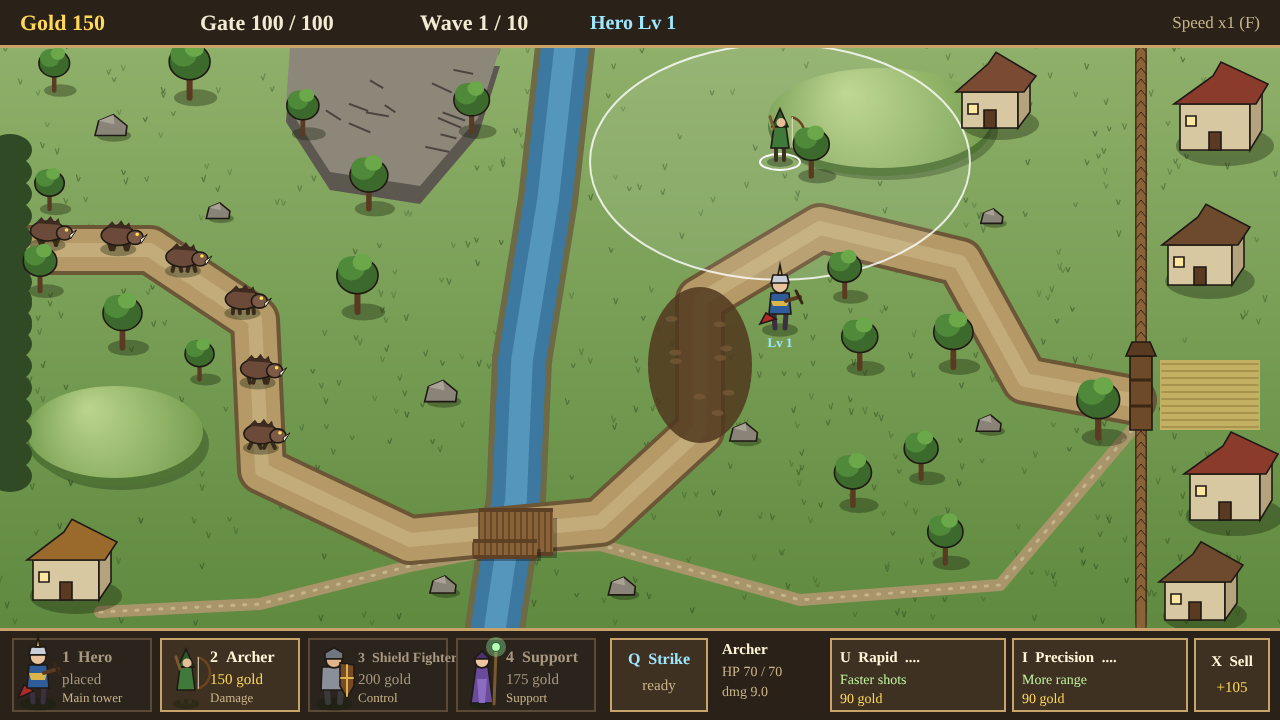 Gold 150
Gate 100 / 100
Wave 1 / 10
Hero Lv 1
Speed x1 (F)
Lv 1
1 Hero
placed
Main tower
2 Archer
150 gold
Damage
3 Shield Fighter
200 gold
Control
4 Support
175 gold
Support
Q Strike
ready
Archer
HP 70 / 70
dmg 9.0
U Rapid ....
Faster shots
90 gold
I Precision ....
More range
90 gold
X Sell
+105